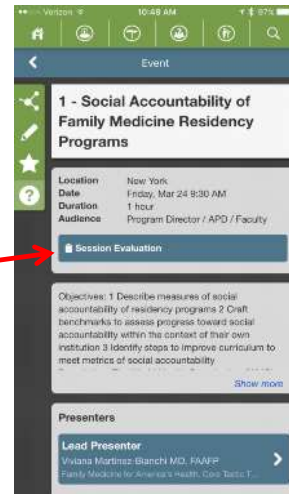 Verizon 10:48 AM 97%
Event
1 - Social Accountability of
Family Medicine Residency
Programs
Location New York
Date Friday, Mar 24 9:30 AM
Duration 1 hour
Audience Program Director / APD / Faculty
Session Evaluation
Objectives: 1 Describe measures of social
accountability of residency programs 2 Craft
benchmarks to assess progress toward social
accountability within the context of their own
institution 3 Identify steps to improve curriculum to
meet metrics of social accountability
Show more
Presenters
Lead Presenter
Viviana Martinez-Bianchi MD, FAAFP
Family Medicine for America's Health, Core Tactic T...